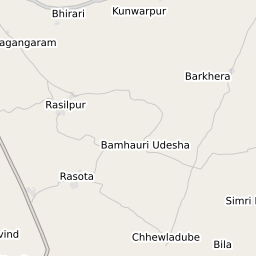 Kunwarpur
Bhirari
agangaram
Barkhera
Rasilpur
Bamhauri Udesha
Rasota
Simri
vind
Chhewladube
Bila